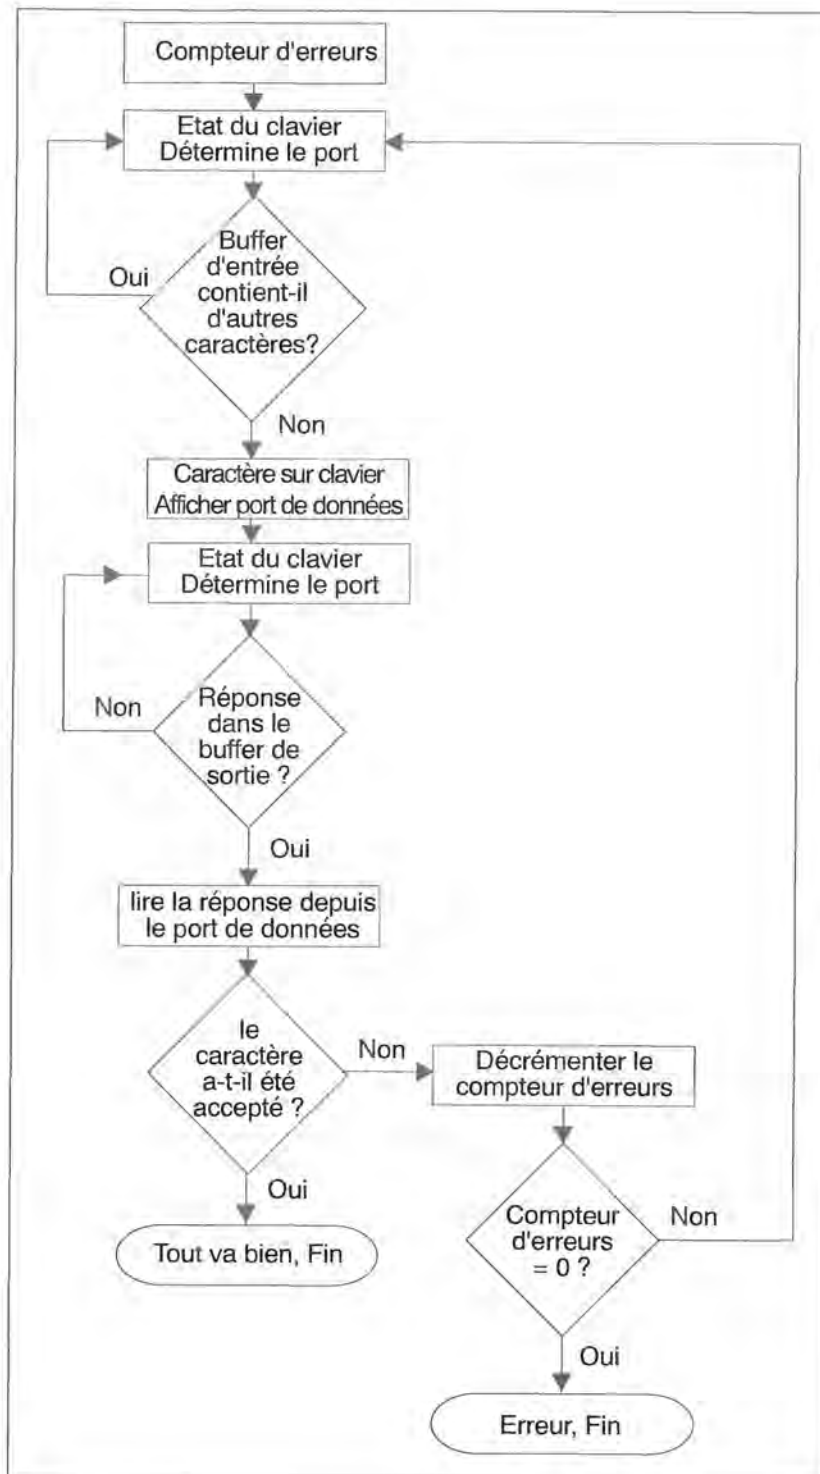 Compteur d'erreurs
Etat du clavier
Détermine le port
Buffer
d'entrée
contient-il
d'autres
caractères?
Oui
Non
Caractère sur clavier
Afficher port de données
Etat du clavier
Détermine le port
Réponse
dans le
buffer de
sortie ?
Non
Oui
lire la réponse depuis
le port de données
le
caractère
a-t-il été
accepté ?
Non
Décrémenter le
compteur d'erreurs
Oui
Tout va bien, Fin
Compteur
d'erreurs
= 0 ?
Non
Oui
Erreur, Fin